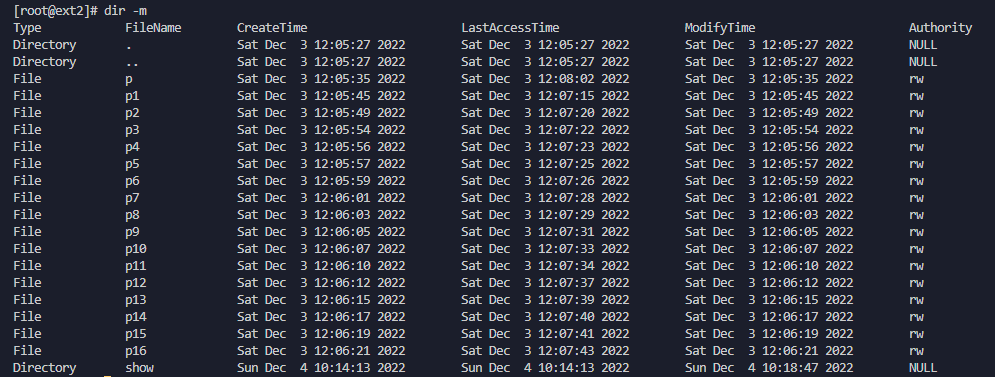 [root@ext2]# dir -m
Type FileName CreateTime LastAccessTime ModifyTime Authority
Directory . Sat Dec  3 12:05:27 2022 Sat Dec  3 12:05:27 2022 Sat Dec  3 12:05:27 2022 NULL
Directory .. Sat Dec  3 12:05:27 2022 Sat Dec  3 12:05:27 2022 Sat Dec  3 12:05:27 2022 NULL
File p Sat Dec  3 12:05:35 2022 Sat Dec  3 12:08:02 2022 Sat Dec  3 12:05:35 2022 rw
File p1 Sat Dec  3 12:05:45 2022 Sat Dec  3 12:07:15 2022 Sat Dec  3 12:05:45 2022 rw
File p2 Sat Dec  3 12:05:49 2022 Sat Dec  3 12:07:20 2022 Sat Dec  3 12:05:49 2022 rw
File p3 Sat Dec  3 12:05:54 2022 Sat Dec  3 12:07:22 2022 Sat Dec  3 12:05:54 2022 rw
File p4 Sat Dec  3 12:05:56 2022 Sat Dec  3 12:07:23 2022 Sat Dec  3 12:05:56 2022 rw
File p5 Sat Dec  3 12:05:57 2022 Sat Dec  3 12:07:25 2022 Sat Dec  3 12:05:57 2022 rw
File p6 Sat Dec  3 12:05:59 2022 Sat Dec  3 12:07:26 2022 Sat Dec  3 12:05:59 2022 rw
File p7 Sat Dec  3 12:06:01 2022 Sat Dec  3 12:07:28 2022 Sat Dec  3 12:06:01 2022 rw
File p8 Sat Dec  3 12:06:03 2022 Sat Dec  3 12:07:29 2022 Sat Dec  3 12:06:03 2022 rw
File p9 Sat Dec  3 12:06:05 2022 Sat Dec  3 12:07:31 2022 Sat Dec  3 12:06:05 2022 rw
File p10 Sat Dec  3 12:06:07 2022 Sat Dec  3 12:07:33 2022 Sat Dec  3 12:06:07 2022 rw
File p11 Sat Dec  3 12:06:10 2022 Sat Dec  3 12:07:34 2022 Sat Dec  3 12:06:10 2022 rw
File p12 Sat Dec  3 12:06:12 2022 Sat Dec  3 12:07:37 2022 Sat Dec  3 12:06:12 2022 rw
File p13 Sat Dec  3 12:06:15 2022 Sat Dec  3 12:07:39 2022 Sat Dec  3 12:06:15 2022 rw
File p14 Sat Dec  3 12:06:17 2022 Sat Dec  3 12:07:40 2022 Sat Dec  3 12:06:17 2022 rw
File p15 Sat Dec  3 12:06:19 2022 Sat Dec  3 12:07:41 2022 Sat Dec  3 12:06:19 2022 rw
File p16 Sat Dec  3 12:06:21 2022 Sat Dec  3 12:07:43 2022 Sat Dec  3 12:06:21 2022 rw
Directory show Sun Dec  4 10:14:13 2022 Sun Dec  4 10:14:13 2022 Sun Dec  4 10:18:47 2022 NULL